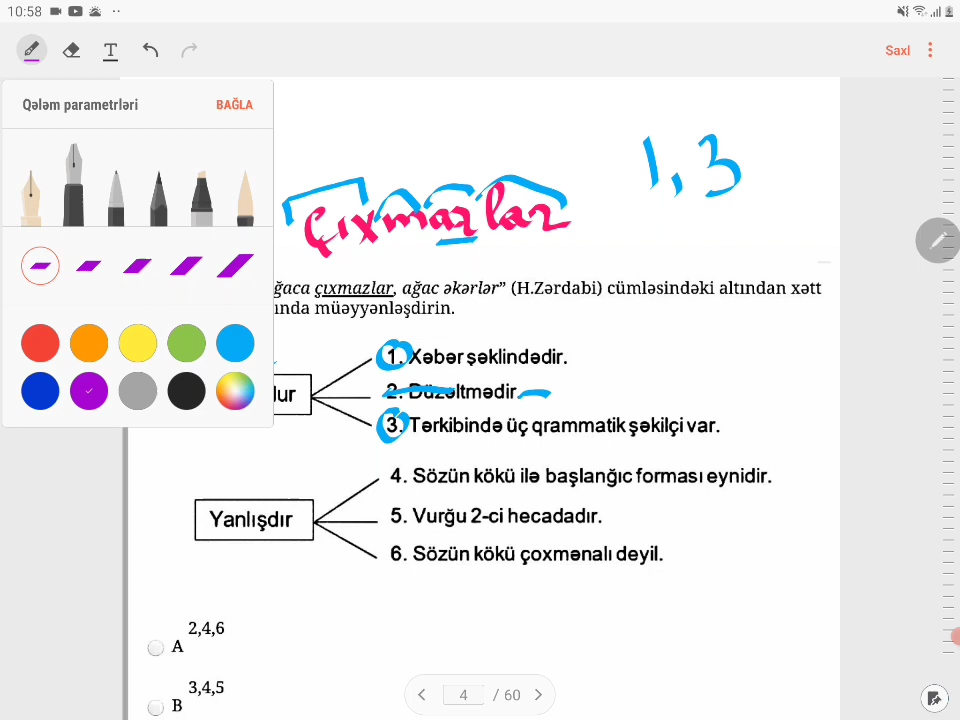 10:58
T
Saxl
Qələm parametrləri
BAĞLA
1, 3
çıxmazlar
ğaca çıxmazlar, ağac əkərlər” (H.Zərdabi) cümləsindəki altından xətt
ında müəyyənləşdirin.
1. Xəbər şəklindədir.
dur
2. Düzəltmədir.
3. Tərkibində üç qrammatik şəkilçi var.
4. Sözün kökü ilə başlanğıc forması eynidir.
Yanlışdır
5. Vurğu 2-ci hecadadır.
6. Sözün kökü çoxmənalı deyil.
2,4,6
A
3,4,5
B
4 / 60